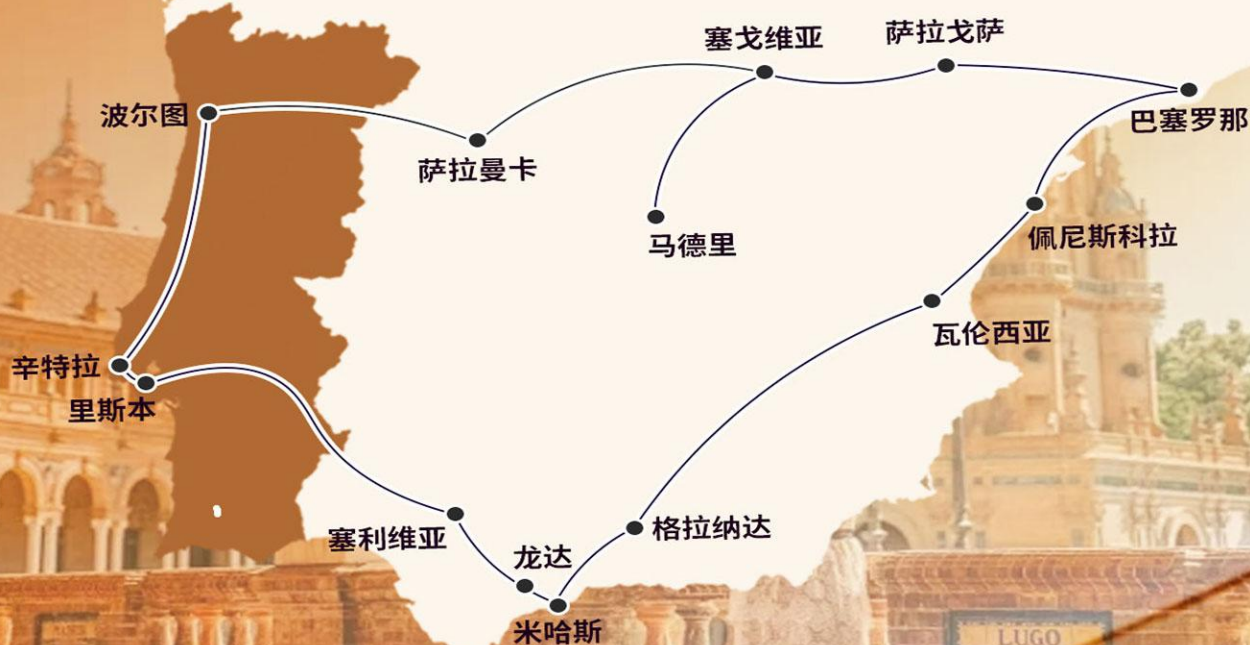 塞戈维亚
萨拉戈萨
波尔图
巴塞罗那
萨拉曼卡
马德里
佩尼斯科拉
瓦伦西亚
辛特拉
里斯本
塞利维亚
格拉纳达
龙达
米哈斯
LUGO